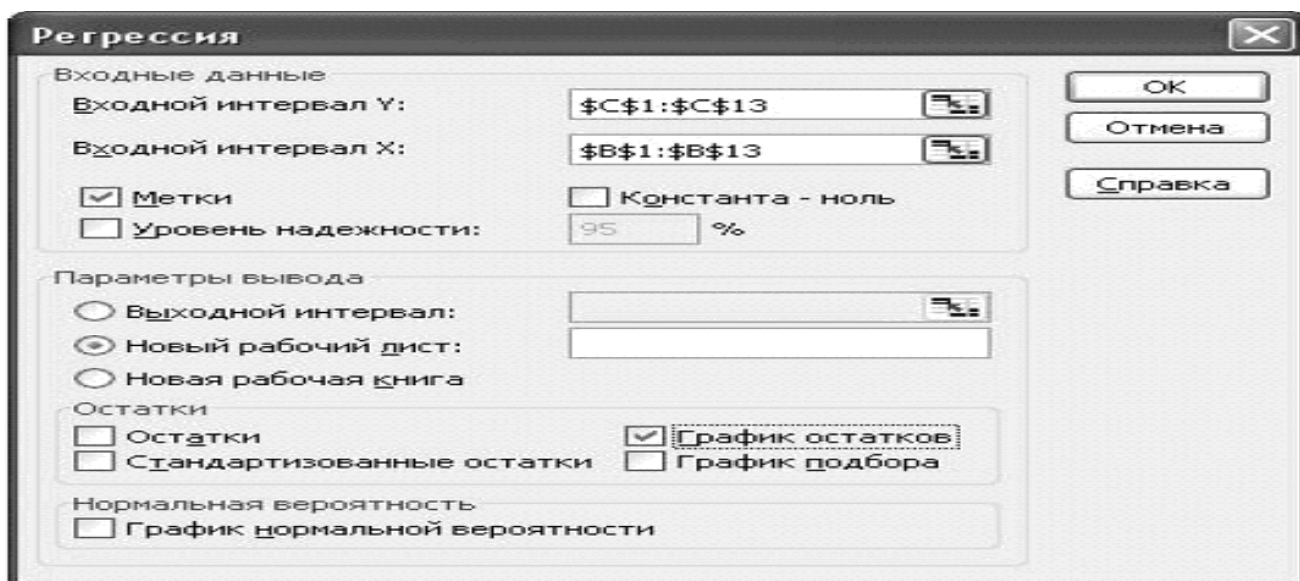 Регрессия
Входные данные
Входной интервал Y: $C$1:$C$13
Входной интервал X: $B$1:$B$13
Метки Константа - ноль
Уровень надежности: 95 %
OK
Отмена
Справка
Параметры вывода
Выходной интервал:
Новый рабочий лист:
Новая рабочая книга
Остатки
Остатки График остатков
Стандартизованные остатки График подбора
Нормальная вероятность
График нормальной вероятности